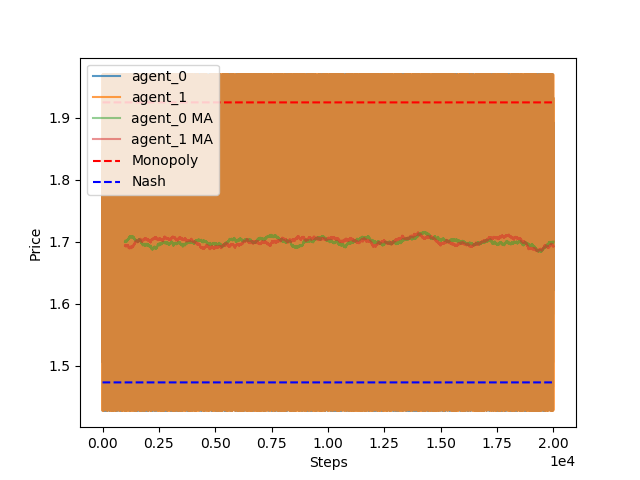 agent_0
agent_1
agent_0 MA
agent_1 MA
Monopoly
Nash
Price
1.9
1.8
1.7
1.6
1.5
0.00 0.25 0.50 0.75 1.00 1.25 1.50 1.75 2.00
Steps
1e4